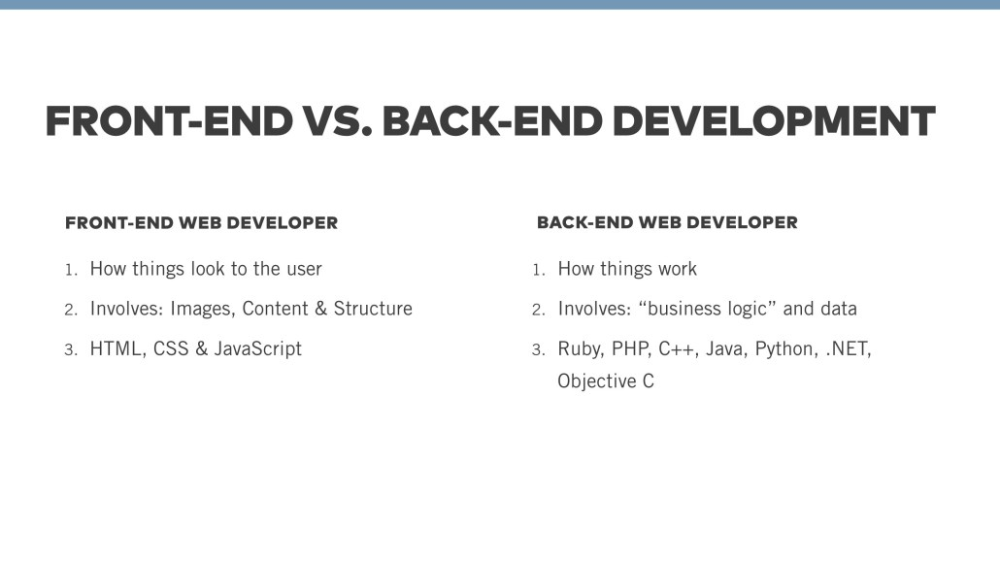 FRONT-END VS. BACK-END DEVELOPMENT
FRONT-END WEB DEVELOPER
1. How things look to the user
2. Involves: Images, Content & Structure
3. HTML, CSS & JavaScript
BACK-END WEB DEVELOPER
1. How things work
2. Involves: “business logic” and data
3. Ruby, PHP, C++, Java, Python, .NET,
Objective C